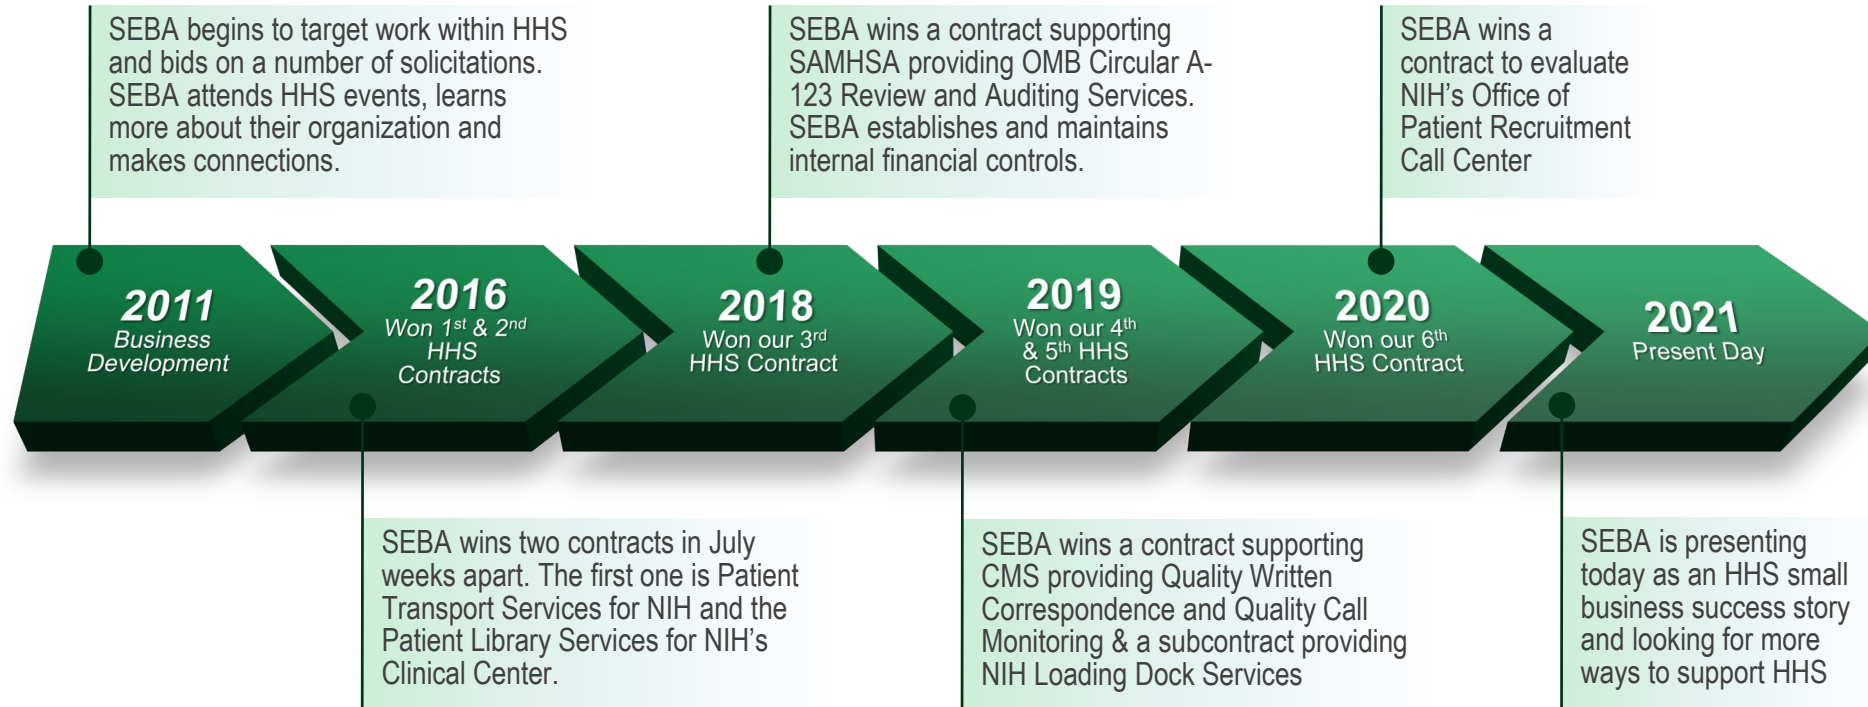 SEBA begins to target work within HHS
and bids on a number of solicitations.
SEBA attends HHS events, learns
more about their organization and
makes connections.
SEBA wins a contract supporting
SAMHSA providing OMB Circular A-
123 Review and Auditing Services.
SEBA establishes and maintains
internal financial controls.
SEBA wins a
contract to evaluate
NIH’s Office of
Patient Recruitment
Call Center
2011
Business
Development
2016
Won 1st & 2nd
HHS
Contracts
2018
Won our 3rd
HHS Contract
2019
Won our 4th
& 5th HHS
Contracts
2020
Won our 6th
HHS Contract
2021
Present Day
SEBA wins two contracts in July
weeks apart. The first one is Patient
Transport Services for NIH and the
Patient Library Services for NIH’s
Clinical Center.
SEBA wins a contract supporting
CMS providing Quality Written
Correspondence and Quality Call
Monitoring & a subcontract providing
NIH Loading Dock Services
SEBA is presenting
today as an HHS small
business success story
and looking for more
ways to support HHS